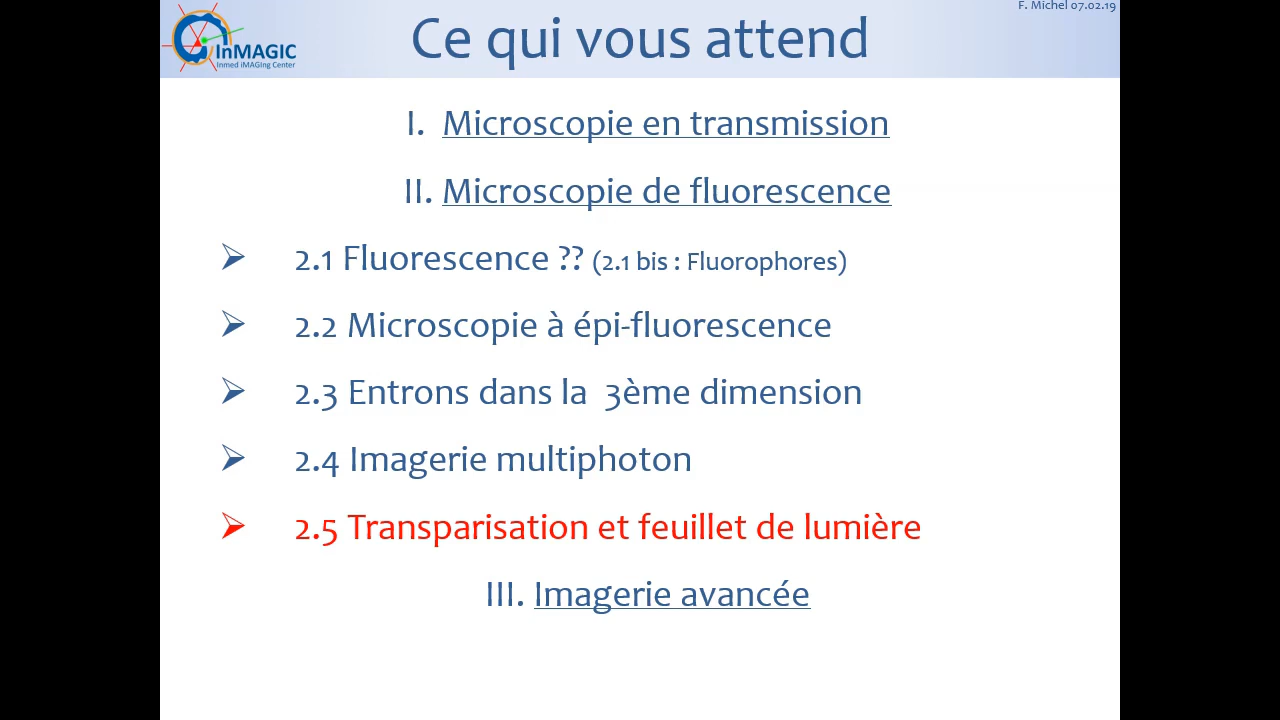 F. Michel 07.02.19
InMAGIC
Inmed iMAGing Center
Ce qui vous attend
I. Microscopie en transmission
II. Microscopie de fluorescence
2.1 Fluorescence ?? (2.1 bis : Fluorophores)
2.2 Microscopie à épi-fluorescence
2.3 Entrons dans la 3ème dimension
2.4 Imagerie multiphoton
2.5 Transparisation et feuillet de lumière
III. Imagerie avancée